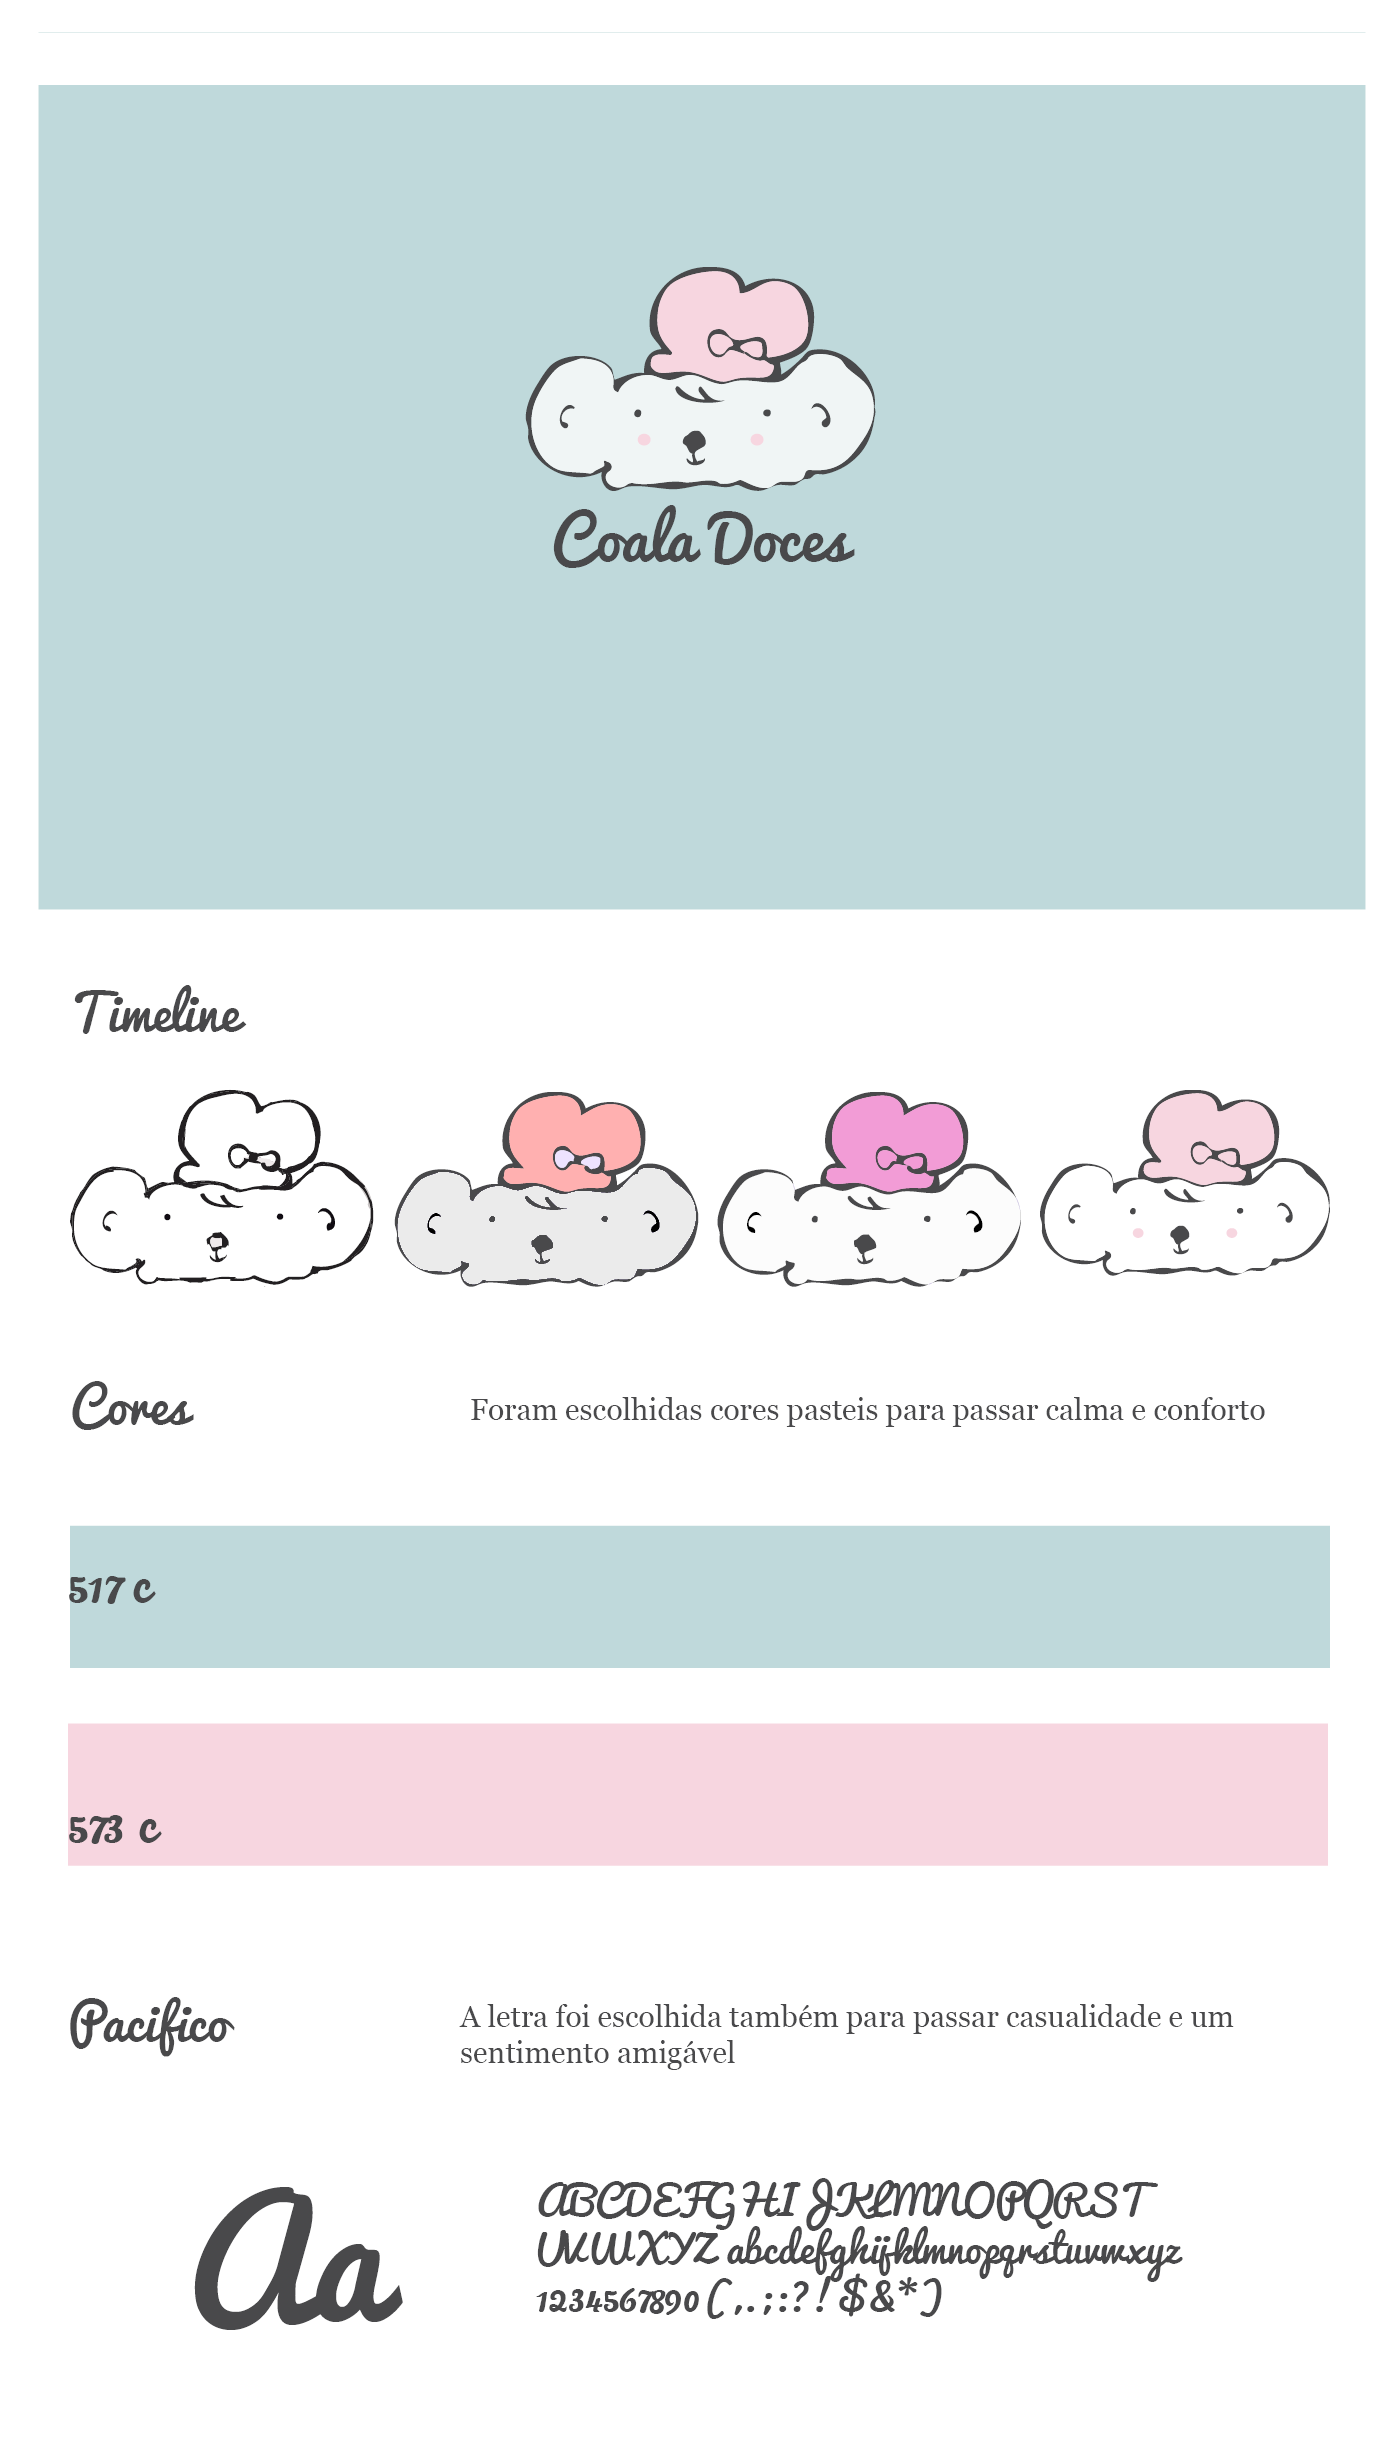 Coala Doces
Timeline
Cores
Foram escolhidas cores pasteis para passar calma e conforto
517 c
573 c
Pacifico
A letra foi escolhida também para passar casualidade e um
sentimento amigável
Aa
ABCDEFGHIJKLMNOPQRST
UVWXYZ abcdefghijklmnopqrstuvwxyz
1234567890 (,.;:?!$&*)